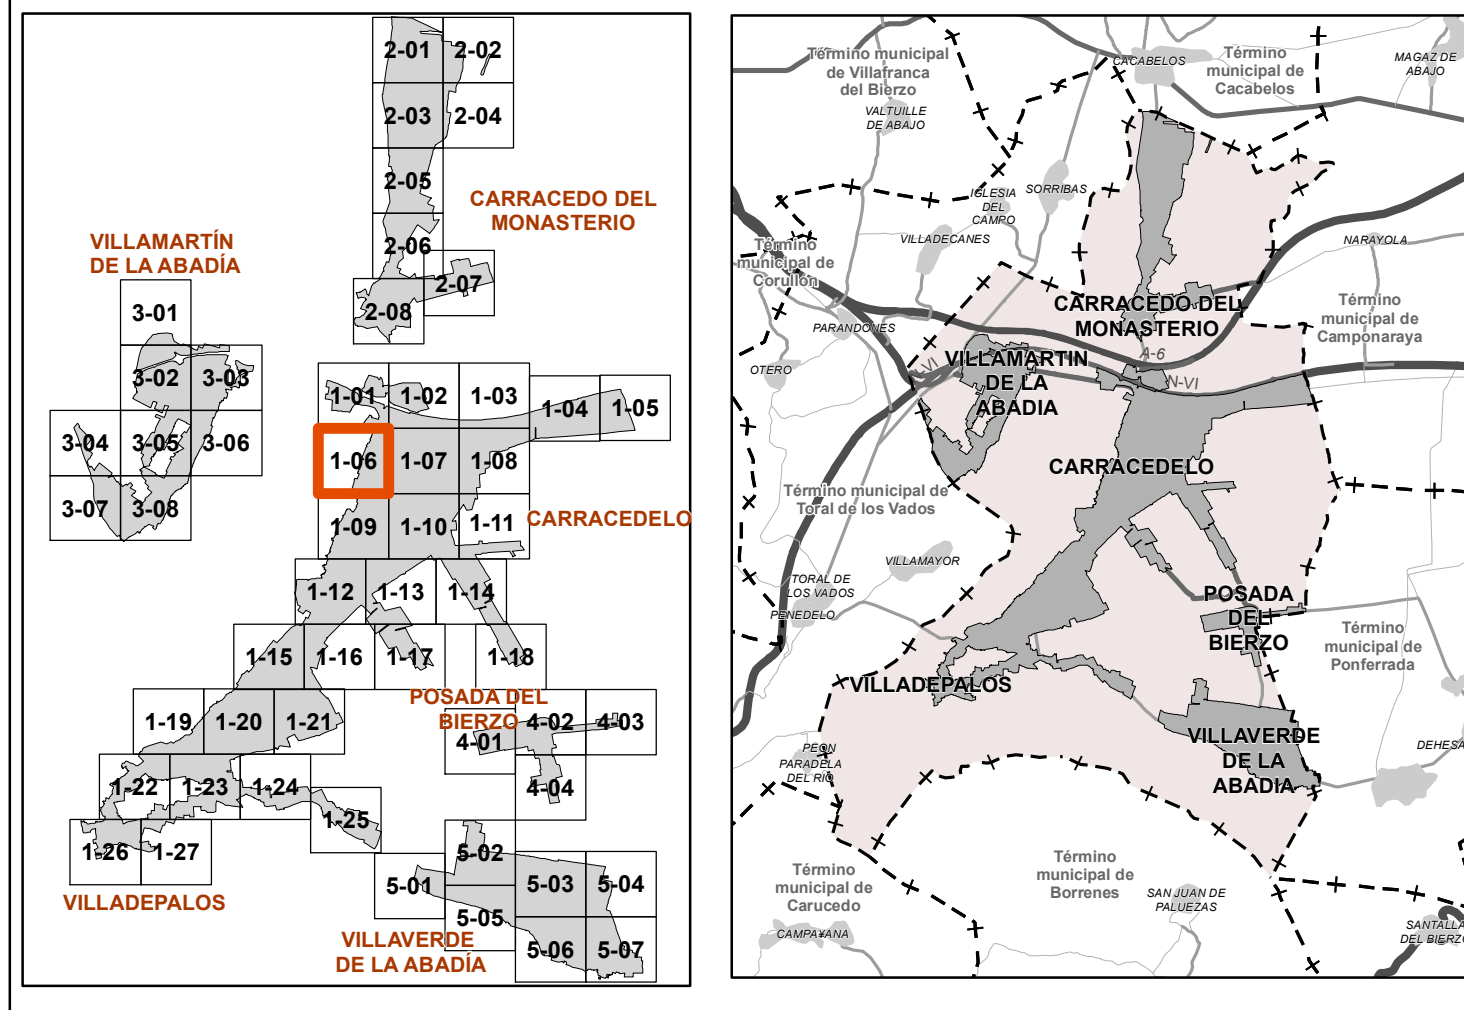 2-01
2-02
2-03
2-04
2-05
2-06
2-07
2-08
CARRACEDO DEL
MONASTERIO
VILLAMARTÍN
DE LA ABADÍA
3-01
3-02
3-03
3-04
3-05
3-06
3-07
3-08
1-01
1-02
1-03
1-04
1-05
1-06
1-07
1-08
1-09
1-10
1-11
CARRACEDELO
1-12
1-13
1-14
1-15
1-16
1-17
1-18
1-19
1-20
1-21
POSADA DEL
BIERZO
4-01
4-02
4-03
4-04
1-22
1-23
1-24
1-25
1-26
1-27
VILLADEPALOS
5-01
5-02
5-03
5-04
5-05
5-06
5-07
VILLAVERDE
DE LA ABADÍA
Término municipal
de Villafranca
del Bierzo
CACABELOS
Término
municipal de
Cacabelos
MAGAZ DE
ABAJO
VALTUILLE
DE ABAJO
IGLESIA
DEL
CAMPO
SORRIBAS
VILLADECANES
NARAYOLA
Término
municipal de
Corullón
PARANDONES
OTERO
CARRACEDO DEL
MONASTERIO
Término
municipal de
Camponaraya
A-6
N-VI
N-VI
VILLAMARTIN
DE LA
ABADIA
CARRACEDELO
Término municipal de
Toral de los Vados
VILLAMAYOR
TORAL DE
LOS VADOS
PENEDELO
POSADA
DEL
BIERZO
Término
municipal de
Ponferrada
VILLADEPALOS
VILLAVERDE
DE LA
ABADIA
PEON
PARADELA
DEL RIO
DEHESA
Término
municipal de
Carucedo
CAMPA¥ANA
Término
municipal de
Borrenes
SAN JUAN DE
PALUEZAS
SANTALLA
DEL BIERZO